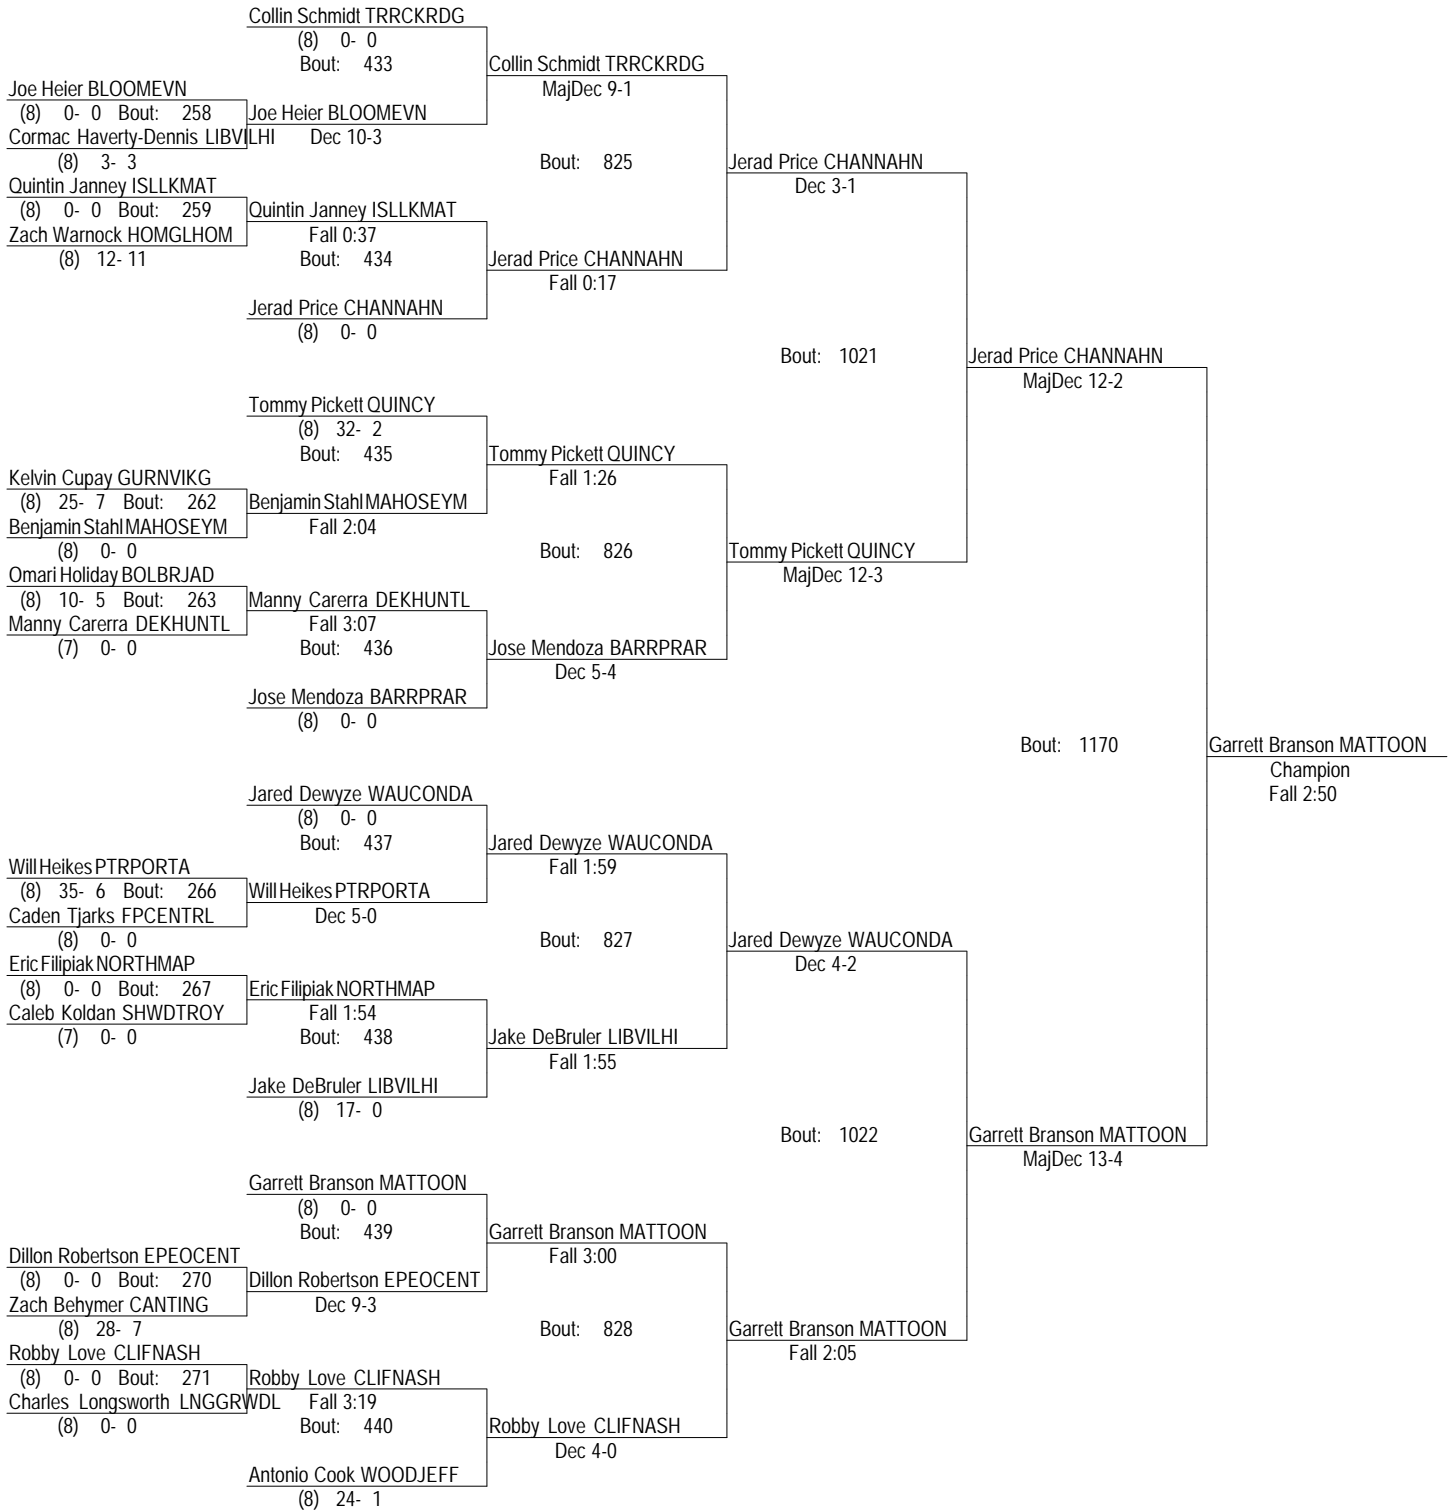 Collin Schmidt TRRCKRDG
(8) 0- 0
Bout: 433
Collin Schmidt TRRCKRDG
MajDec 9-1
Joe Heier BLOOMEVN
(8) 0- 0 Bout: 258
Joe Heier BLOOMEVN
Cormac Haverty-Dennis LIBVILHI
Dec 10-3
(8) 3- 3
Bout: 825
Jerad Price CHANNAHN
Dec 3-1
Quintin Janney ISLLKMAT
(8) 0- 0 Bout: 259
Quintin Janney ISLLKMAT
Zach Warnock HOMGLHOM
Fall 0:37
(8) 12- 11
Bout: 434
Jerad Price CHANNAHN
Fall 0:17
Jerad Price CHANNAHN
(8) 0- 0
Bout: 1021
Jerad Price CHANNAHN
MajDec 12-2
Tommy Pickett QUINCY
(8) 32- 2
Bout: 435
Tommy Pickett QUINCY
Fall 1:26
Kelvin Cupay GURNVIKG
(8) 25- 7 Bout: 262
Benjamin Stahl MAHOSEYM
Benjamin Stahl MAHOSEYM
Fall 2:04
(8) 0- 0
Bout: 826
Tommy Pickett QUINCY
MajDec 12-3
Omari Holiday BOLBRJAD
(8) 10- 5 Bout: 263
Manny Carerra DEKHUNTL
Manny Carerra DEKHUNTL
Fall 3:07
(7) 0- 0
Bout: 436
Jose Mendoza BARRPRAR
Dec 5-4
Jose Mendoza BARRPRAR
(8) 0- 0
Bout: 1170
Garrett Branson MATTOON
Champion
Fall 2:50
Jared Dewyze WAUCONDA
(8) 0- 0
Bout: 437
Jared Dewyze WAUCONDA
Fall 1:59
Will Heikes PTRPORTA
(8) 35- 6 Bout: 266
Will Heikes PTRPORTA
Caden Tjarks FPCENTRL
Dec 5-0
(8) 0- 0
Bout: 827
Jared Dewyze WAUCONDA
Dec 4-2
Eric Filipiak NORTHMAP
(8) 0- 0 Bout: 267
Eric Filipiak NORTHMAP
Caleb Koldan SHWDTROY
Fall 1:54
(7) 0- 0
Bout: 438
Jake DeBruler LIBVILHI
Fall 1:55
Jake DeBruler LIBVILHI
(8) 17- 0
Bout: 1022
Garrett Branson MATTOON
MajDec 13-4
Garrett Branson MATTOON
(8) 0- 0
Bout: 439
Garrett Branson MATTOON
Fall 3:00
Dillon Robertson EPEOCENT
(8) 0- 0 Bout: 270
Dillon Robertson EPEOCENT
Zach Behymer CANTING
Dec 9-3
(8) 28- 7
Bout: 828
Garrett Branson MATTOON
Fall 2:05
Robby Love CLIFNASH
(8) 0- 0 Bout: 271
Robby Love CLIFNASH
Charles Longsworth LNGGRWDL
Fall 3:19
(8) 0- 0
Bout: 440
Robby Love CLIFNASH
Dec 4-0
Antonio Cook WOODJEFF
(8) 24- 1